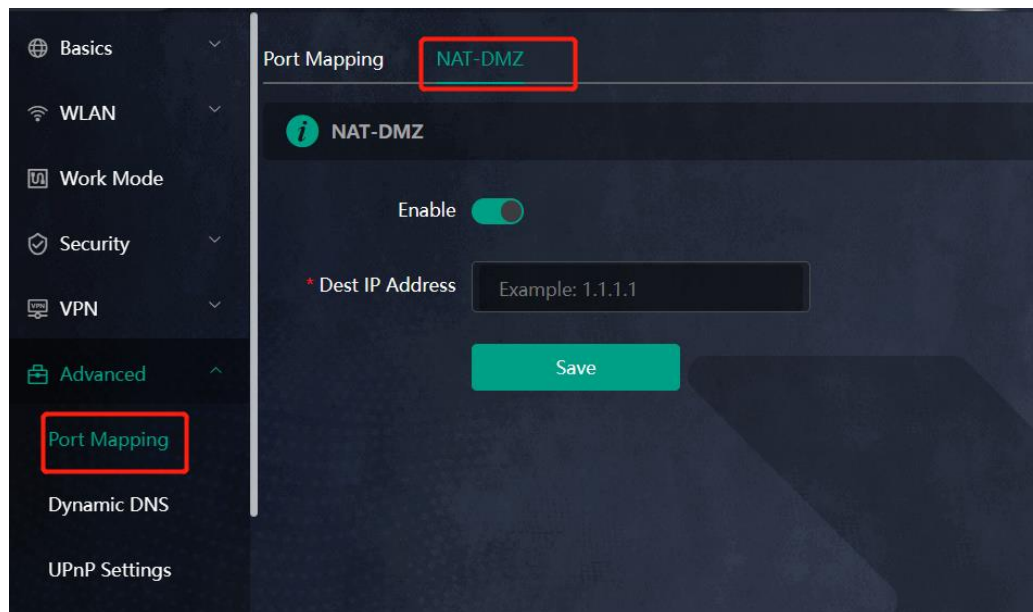 Basics
WLAN
Work Mode
Security
VPN
VPN
Advanced
Port Mapping
Dynamic DNS
UPnP Settings
Port Mapping NAT-DMZ
i NAT-DMZ
Enable
* Dest IP Address Example: 1.1.1.1
Save